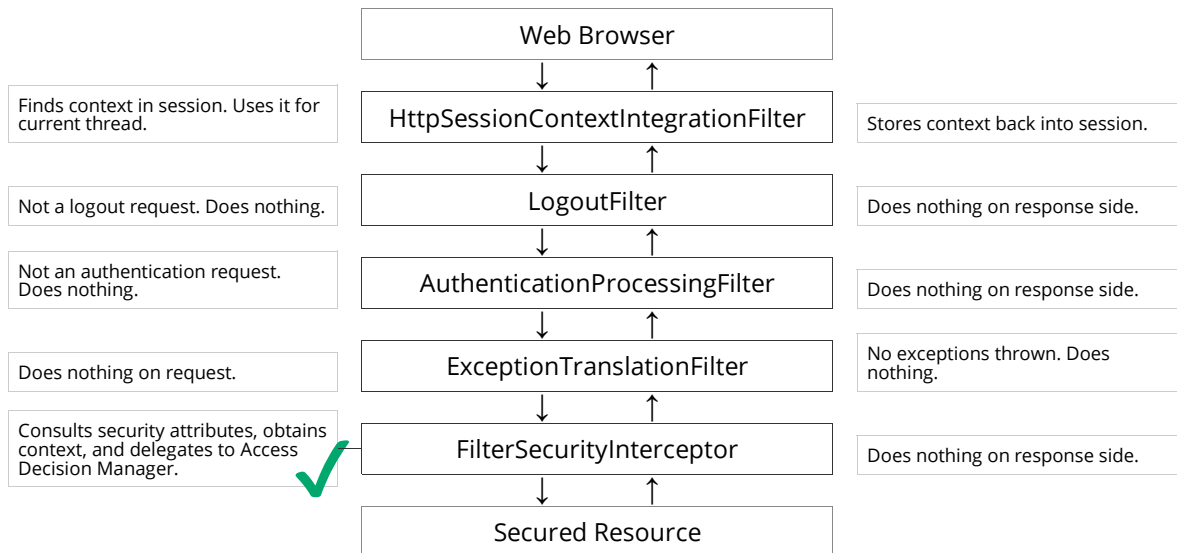 Web Browser
Finds context in session. Uses it for
current thread.
HttpSessionContextIntegrationFilter
Stores context back into session.
Not a logout request. Does nothing.
LogoutFilter
Does nothing on response side.
Not an authentication request.
Does nothing.
AuthenticationProcessingFilter
Does nothing on response side.
Does nothing on request.
ExceptionTranslationFilter
No exceptions thrown. Does
nothing.
Consults security attributes, obtains
context, and delegates to Access
Decision Manager.
FilterSecurityInterceptor
Does nothing on response side.
Secured Resource